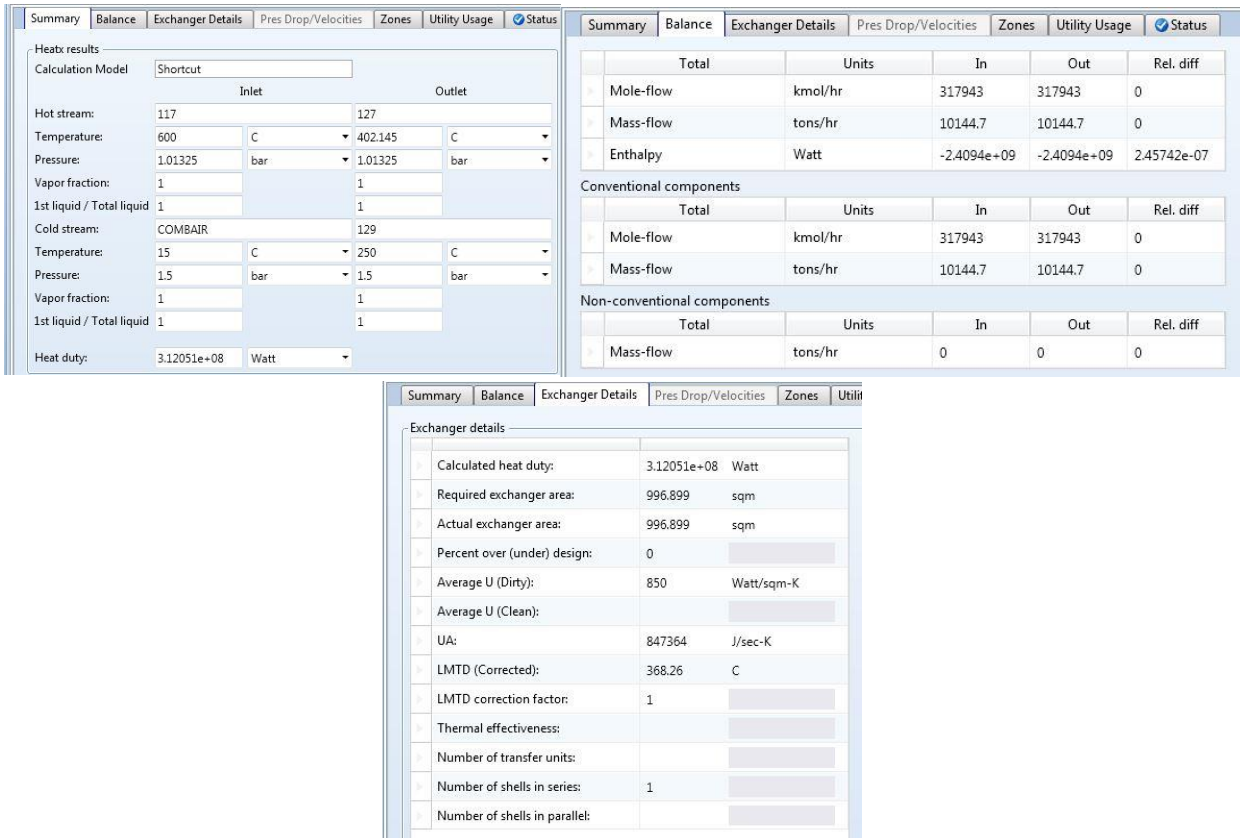 Summary Balance Exchanger Details Pres Drop/Velocities Zones Utility Usage Status
Heatx results
Calculation Model Shortcut
Inlet Outlet
Hot stream: 117 127
Temperature: 600 C 402.145 C
Pressure: 1.01325 bar 1.01325 bar
Vapor fraction: 1 1
1st liquid / Total liquid 1 1
Cold stream: COMBAIR 129
Temperature: 15 C 250 C
Pressure: 1.5 bar 1.5 bar
Vapor fraction: 1 1
1st liquid / Total liquid 1 1
Heat duty: 3.12051e+08 Watt
Summary Balance Exchanger Details Pres Drop/Velocities Zones Utility Usage Status
Total Units In Out Rel. diff
Mole-flow kmol/hr 317943 317943 0
Mass-flow tons/hr 10144.7 10144.7 0
Enthalpy Watt -2.4094e+09 -2.4094e+09 2.45742e-07
Conventional components
Total Units In Out Rel. diff
Mole-flow kmol/hr 317943 317943 0
Mass-flow tons/hr 10144.7 10144.7 0
Non-conventional components
Total Units In Out Rel. diff
Mass-flow tons/hr 0 0 0
Summary Balance Exchanger Details Pres Drop/Velocities Zones Utili
Exchanger details
Calculated heat duty: 3.12051e+08 Watt
Required exchanger area: 996.899 sqm
Actual exchanger area: 996.899 sqm
Percent over (under) design: 0
Average U (Dirty): 850 Watt/sqm-K
Average U (Clean):
UA: 847364 J/sec-K
LMTD (Corrected): 368.26 C
LMTD correction factor: 1
Thermal effectiveness:
Number of transfer units:
Number of shells in series: 1
Number of shells in parallel: